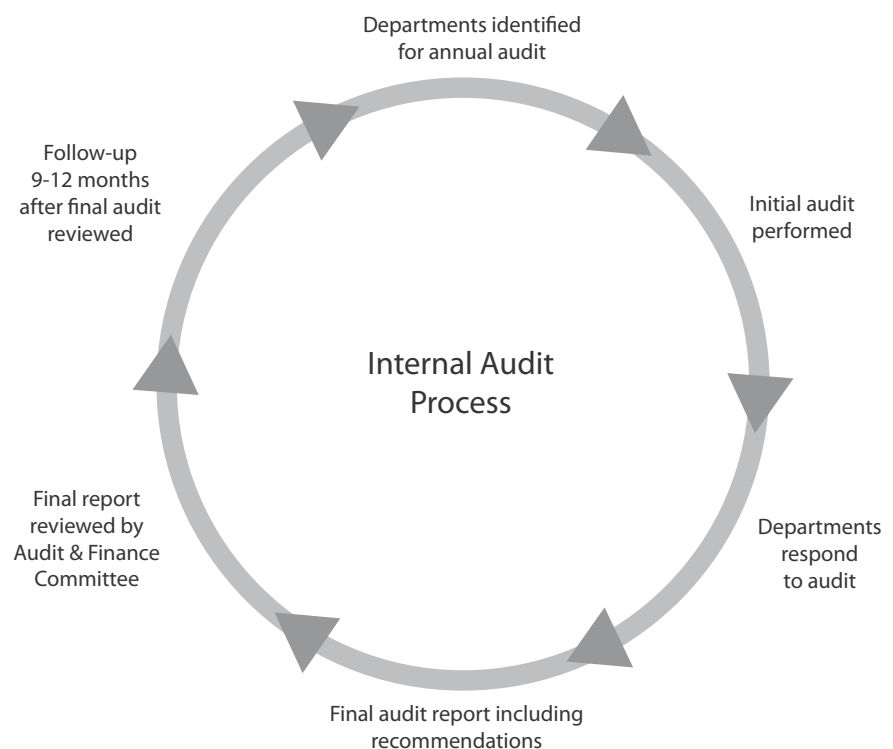 Departments identified
for annual audit
Initial audit
performed
Departments
respond
to audit
Final audit report including
recommendations
Final report
reviewed by
Audit & Finance
Committee
Follow-up
9-12 months
after final audit
reviewed
Internal Audit
Process